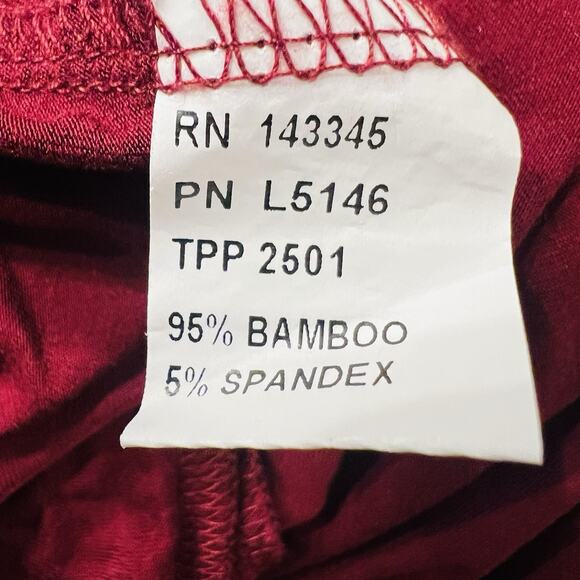 RN 143345
PN L5146
TPP 2501
95% BAMBOO
5% SPANDEX